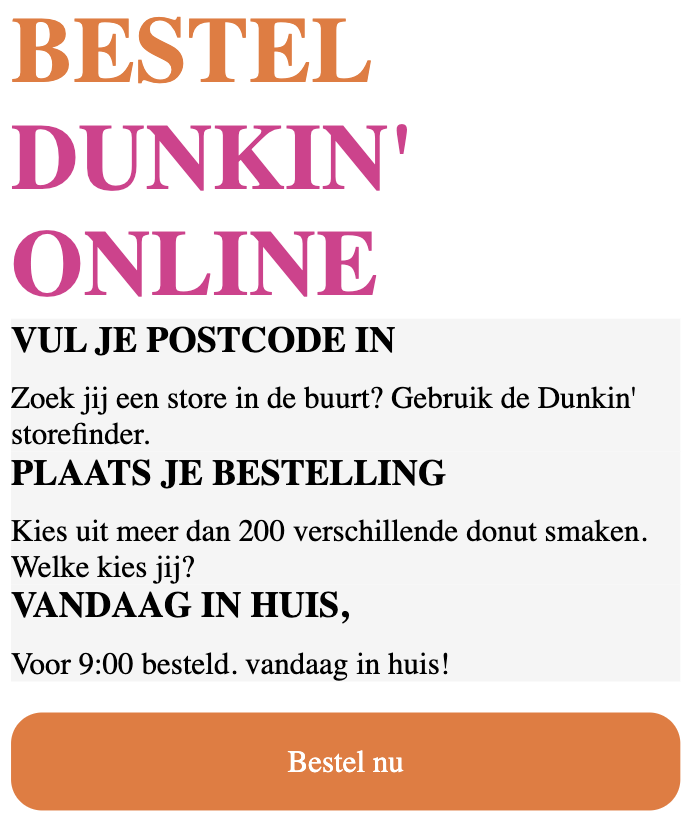 BESTEL
DUNKIN'
ONLINE
VUL JE POSTCODE IN
Zoek jij een store in de buurt? Gebruik de Dunkin'
storefinder.
PLAATS JE BESTELLING
Kies uit meer dan 200 verschillende donut smaken.
Welke kies jij?
VANDAAG IN HUIS,
Voor 9:00 besteld. vandaag in huis!
Bestel nu